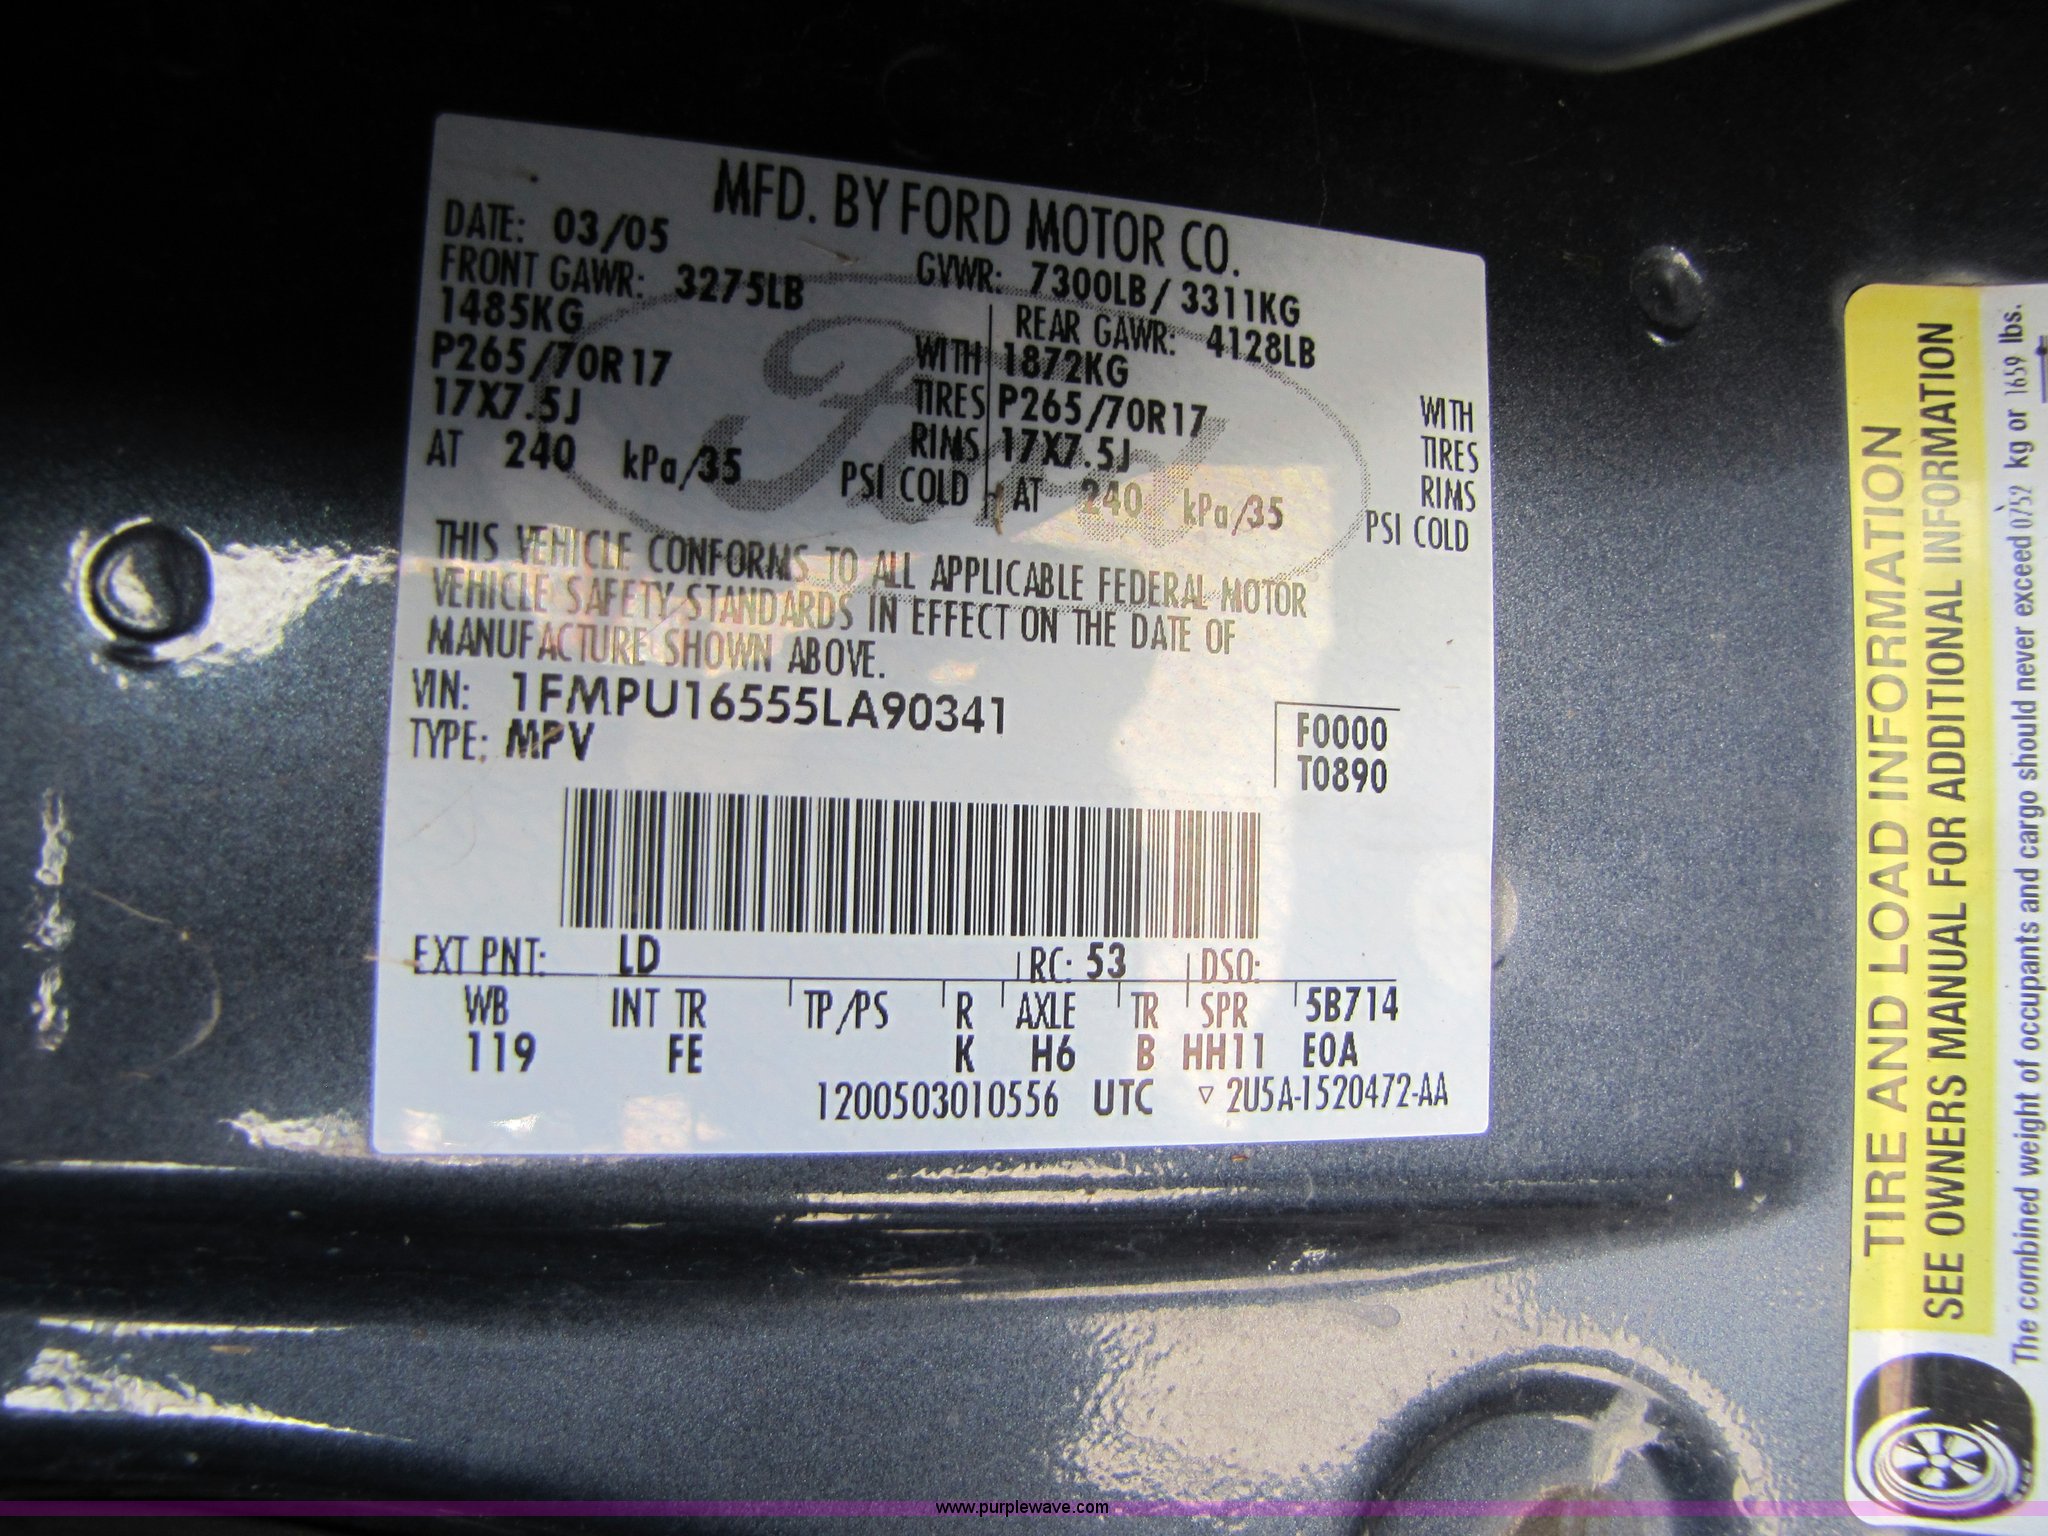 MFD. BY FORD MOTOR CO.
DATE: 03/05
GVWR: 7300LB / 3311KG
FRONT GAWR: 3275LB
1485KG WITH
P265/70R17 TIRES
17X7.5J RIMS
AT 240 kPa/35 PSI COLD
REAR GAWR: 4128LB
1872KG WITH
P265/70R17 TIRES
17X7.5J RIMS
AT 240 kPa/35 PSI COLD
Ford
THIS VEHICLE CONFORMS TO ALL APPLICABLE FEDERAL MOTOR
VEHICLE SAFETY STANDARDS IN EFFECT ON THE DATE OF
MANUFACTURE SHOWN ABOVE.
VIN: 1FMPU16555LA90341
TYPE: MPV
F0000
T0890
EXT PNT: LD RC: 53 DSO:
WB INT TR TP/PS R AXLE TR SPR 5B714
119 FE K H6 B HH11 E0A
1200503010556 UTC ▽ 2U5A-1520472-AA
TIRE AND LOAD INFORMATION
SEE OWNERS MANUAL FOR ADDITIONAL INFORMATION
The combined weight of occupants and cargo should never exceed 0752 kg or 1659 lbs.
www.purplewave.com